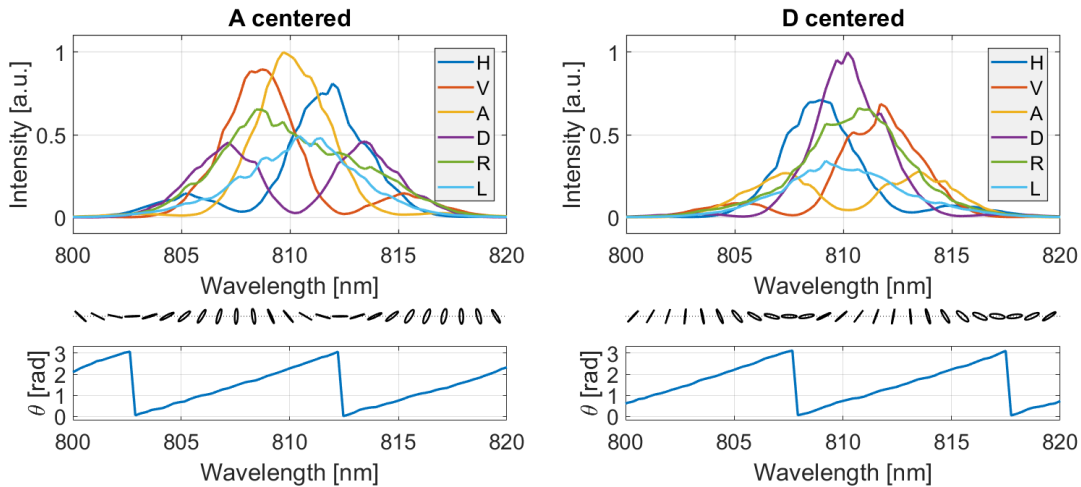 A centered
Intensity [a.u.]
1
0.5
0
H
V
A
D
R
L
800 805 810 815 820
Wavelength [nm]
θ [rad]
3
2
1
0
800 805 810 815 820
Wavelength [nm]
D centered
Intensity [a.u.]
1
0.5
0
H
V
A
D
R
L
800 805 810 815 820
Wavelength [nm]
θ [rad]
3
2
1
0
800 805 810 815 820
Wavelength [nm]